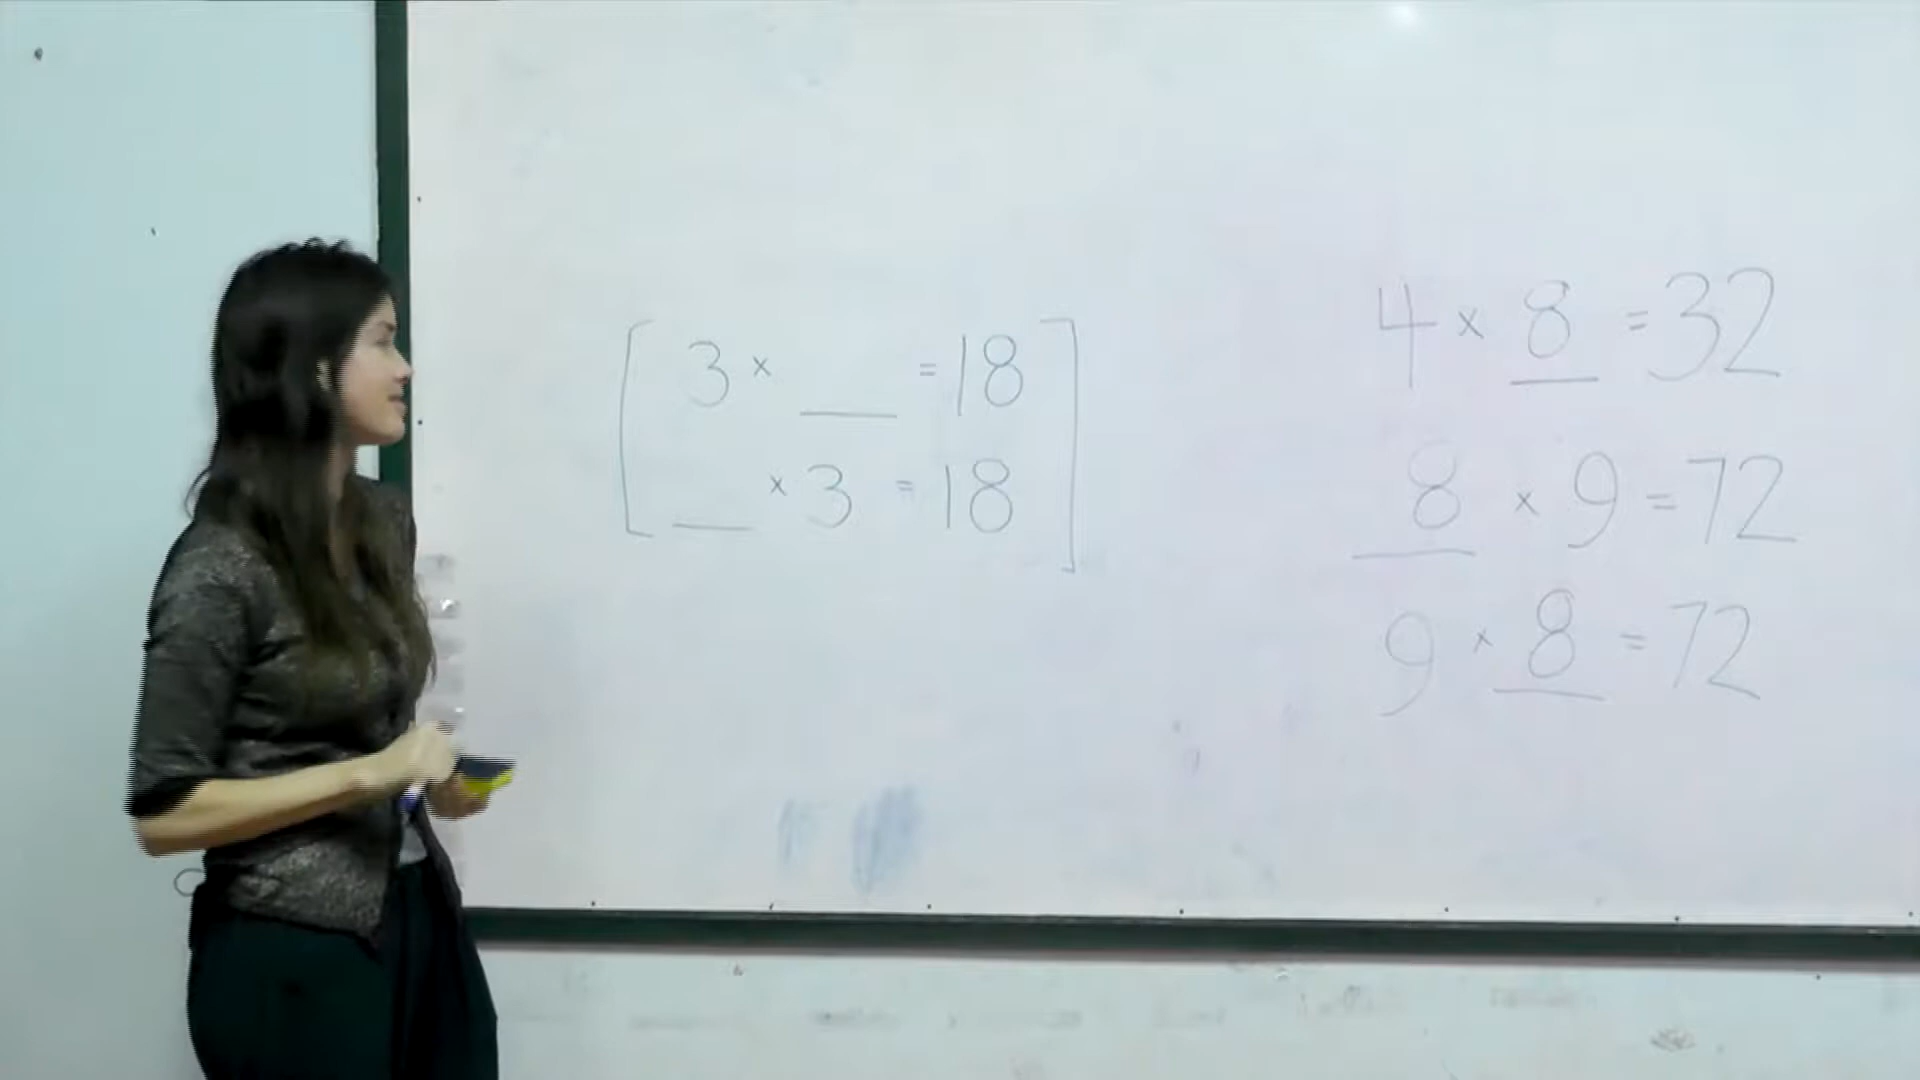 3 × ___ = 18
___ × 3 = 18
4 × 8 = 32
8 × 9 = 72
9 × 8 = 72